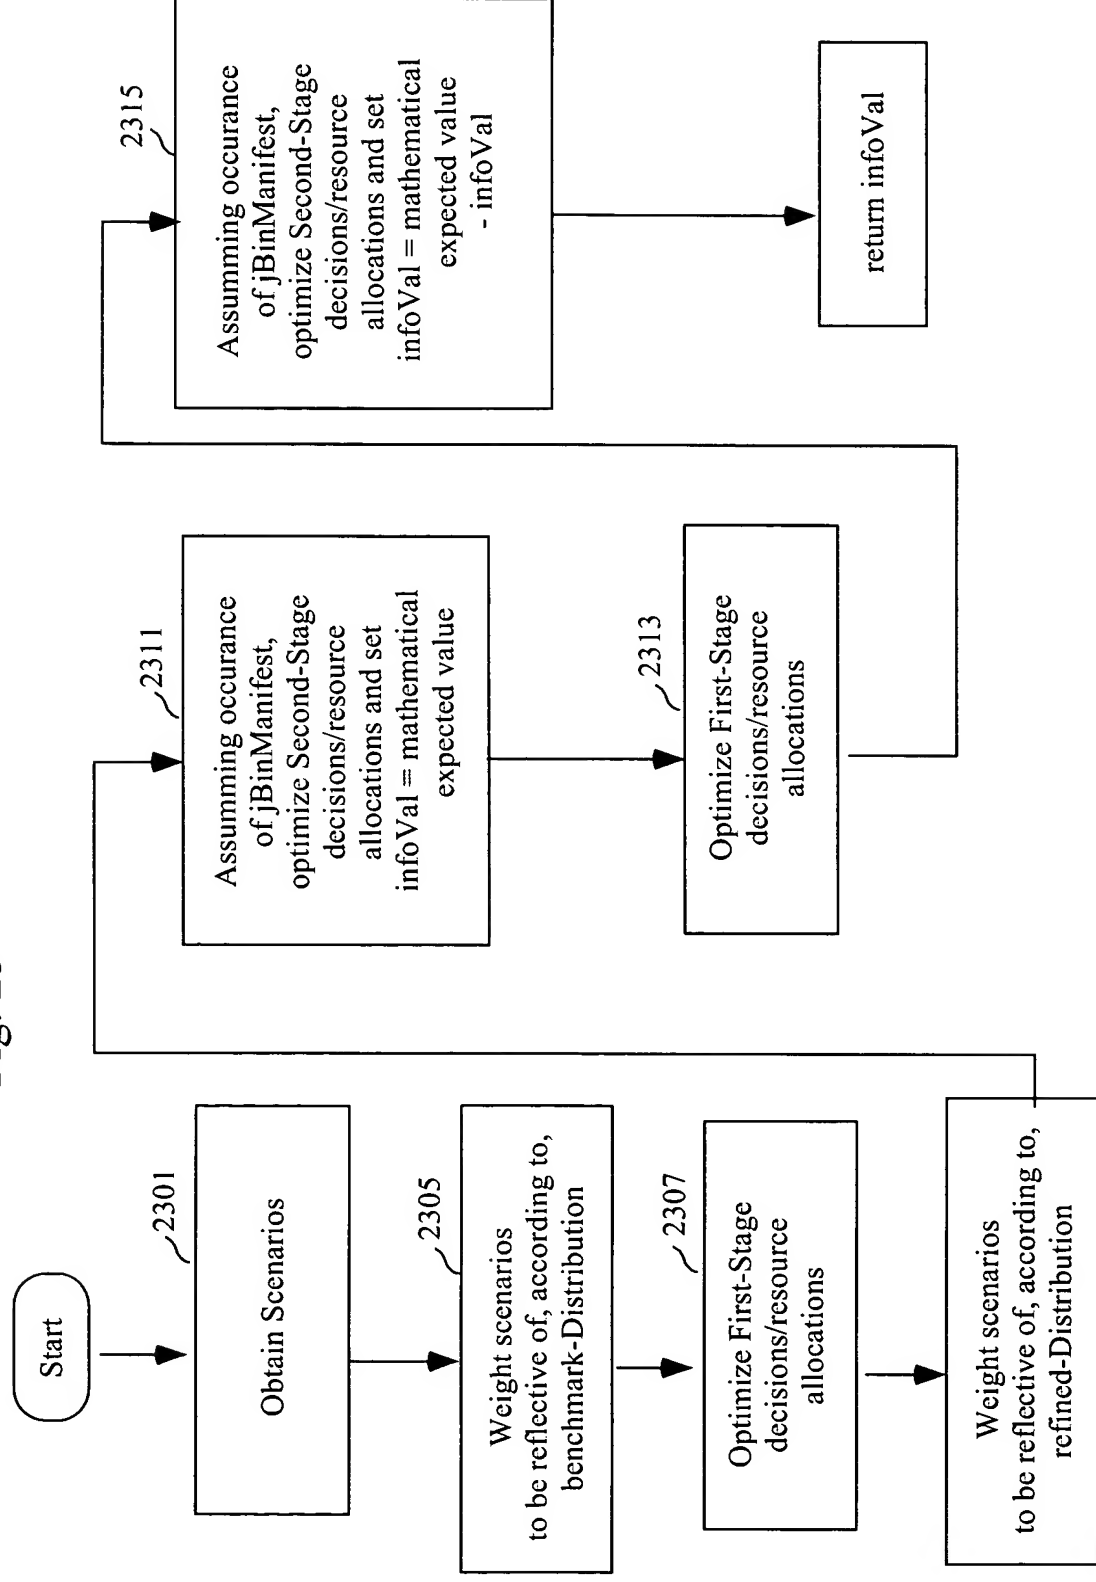 Start
2301
Obtain Scenarios
2305
Weight scenarios
to be reflective of, according to,
benchmark-Distribution
2307
Optimize First-Stage
decisions/resource
allocations
Weight scenarios
to be reflective of, according to,
refined-Distribution
2311
Assumming occurance
of jBinManifest,
optimize Second-Stage
decisions/resource
allocations and set
infoVal = mathematical
expected value
2313
Optimize First-Stage
decisions/resource
allocations
2315
Assumming occurance
of jBinManifest,
optimize Second-Stage
decisions/resource
allocations and set
infoVal = mathematical
expected value
- infoVal
return infoVal